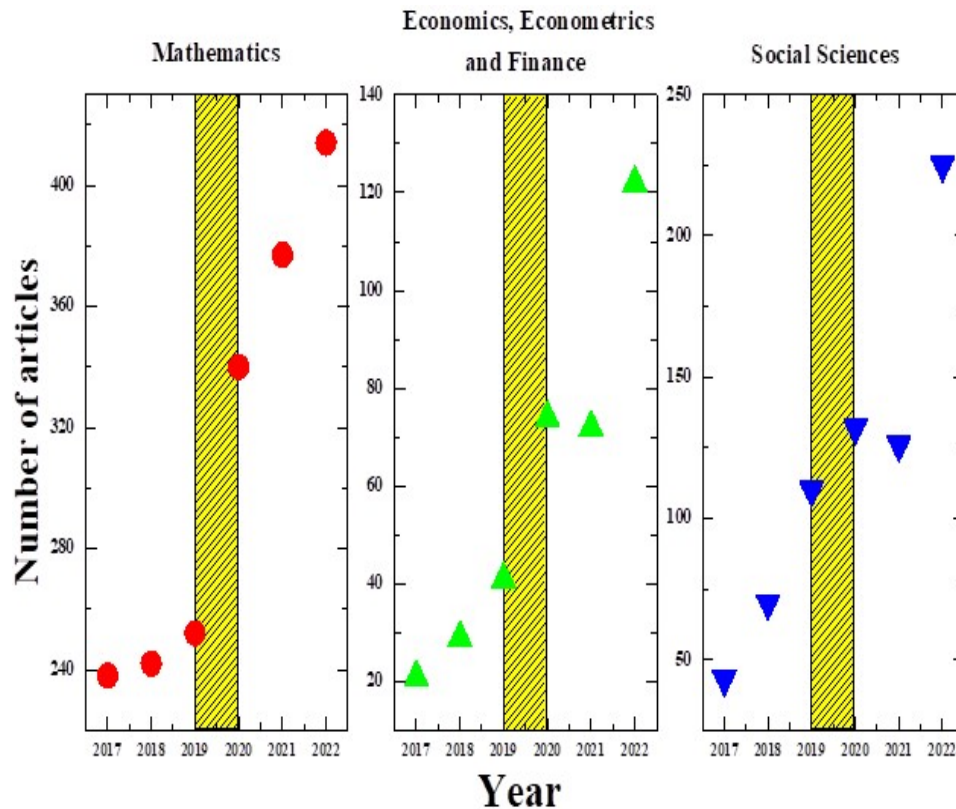 Economics, Econometrics
Mathematics
and Finance
Social Sciences
140
250
400
120
200
360
100
Number of articles
80
150
320
60
100
280
40
50
240
20
2017 2018 2019 2020 2021 2022
2017 2018 2019 2020 2021 2022
2017 2018 2019 2020 2021 2022
Year